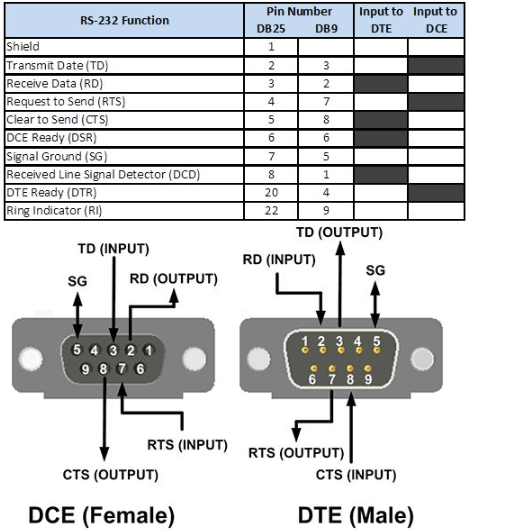 RS-232 Function Pin Number Input to Input to
DB25 DB9 DTE DCE
Shield 1
Transmit Date (TD) 2 3
Receive Data (RD) 3 2
Request to Send (RTS) 4 7
Clear to Send (CTS) 5 8
DCE Ready (DSR) 6 6
Signal Ground (SG) 7 5
Received Line Signal Detector (DCD) 8 1
DTE Ready (DTR) 20 4
Ring Indicator (RI) 22 9
TD (INPUT)
SG
RD (OUTPUT)
5 4 3 2 1
9 8 7 6
RTS (INPUT)
CTS (OUTPUT)
DCE (Female)
TD (OUTPUT)
RD (INPUT)
SG
1 2 3 4 5
6 7 8 9
RTS (OUTPUT)
CTS (INPUT)
DTE (Male)